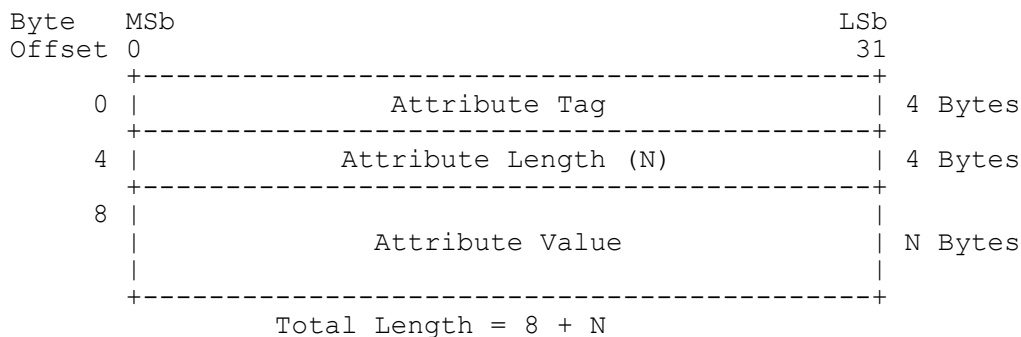 Byte MSb LSb
Offset 0 31
+---------------------------------------------+
0 | Attribute Tag | 4 Bytes
+---------------------------------------------+
4 | Attribute Length (N) | 4 Bytes
+---------------------------------------------+
8 | |
| Attribute Value | N Bytes
| |
+---------------------------------------------+
Total Length = 8 + N